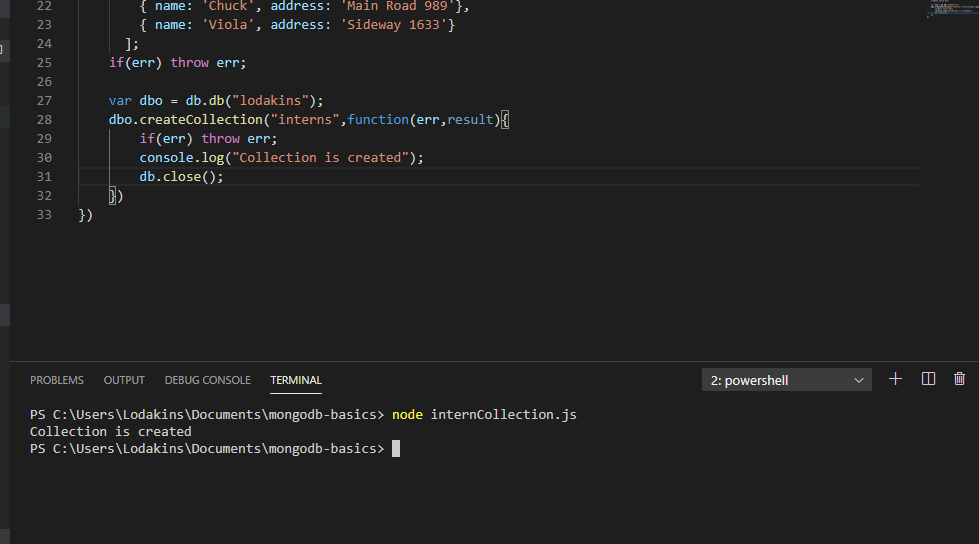 22 { name: 'Chuck', address: 'Main Road 989'},
23 { name: 'Viola', address: 'Sideway 1633'}
24 ];
25 if(err) throw err;
26
27 var dbo = db.db("lodakins");
28 dbo.createCollection("interns",function(err,result){
29 if(err) throw err;
30 console.log("Collection is created");
31 db.close();
32 })
33 })
PROBLEMS OUTPUT DEBUG CONSOLE TERMINAL 2: powershell
PS C:\Users\Lodakins\Documents\mongodb-basics> node internCollection.js
Collection is created
PS C:\Users\Lodakins\Documents\mongodb-basics>